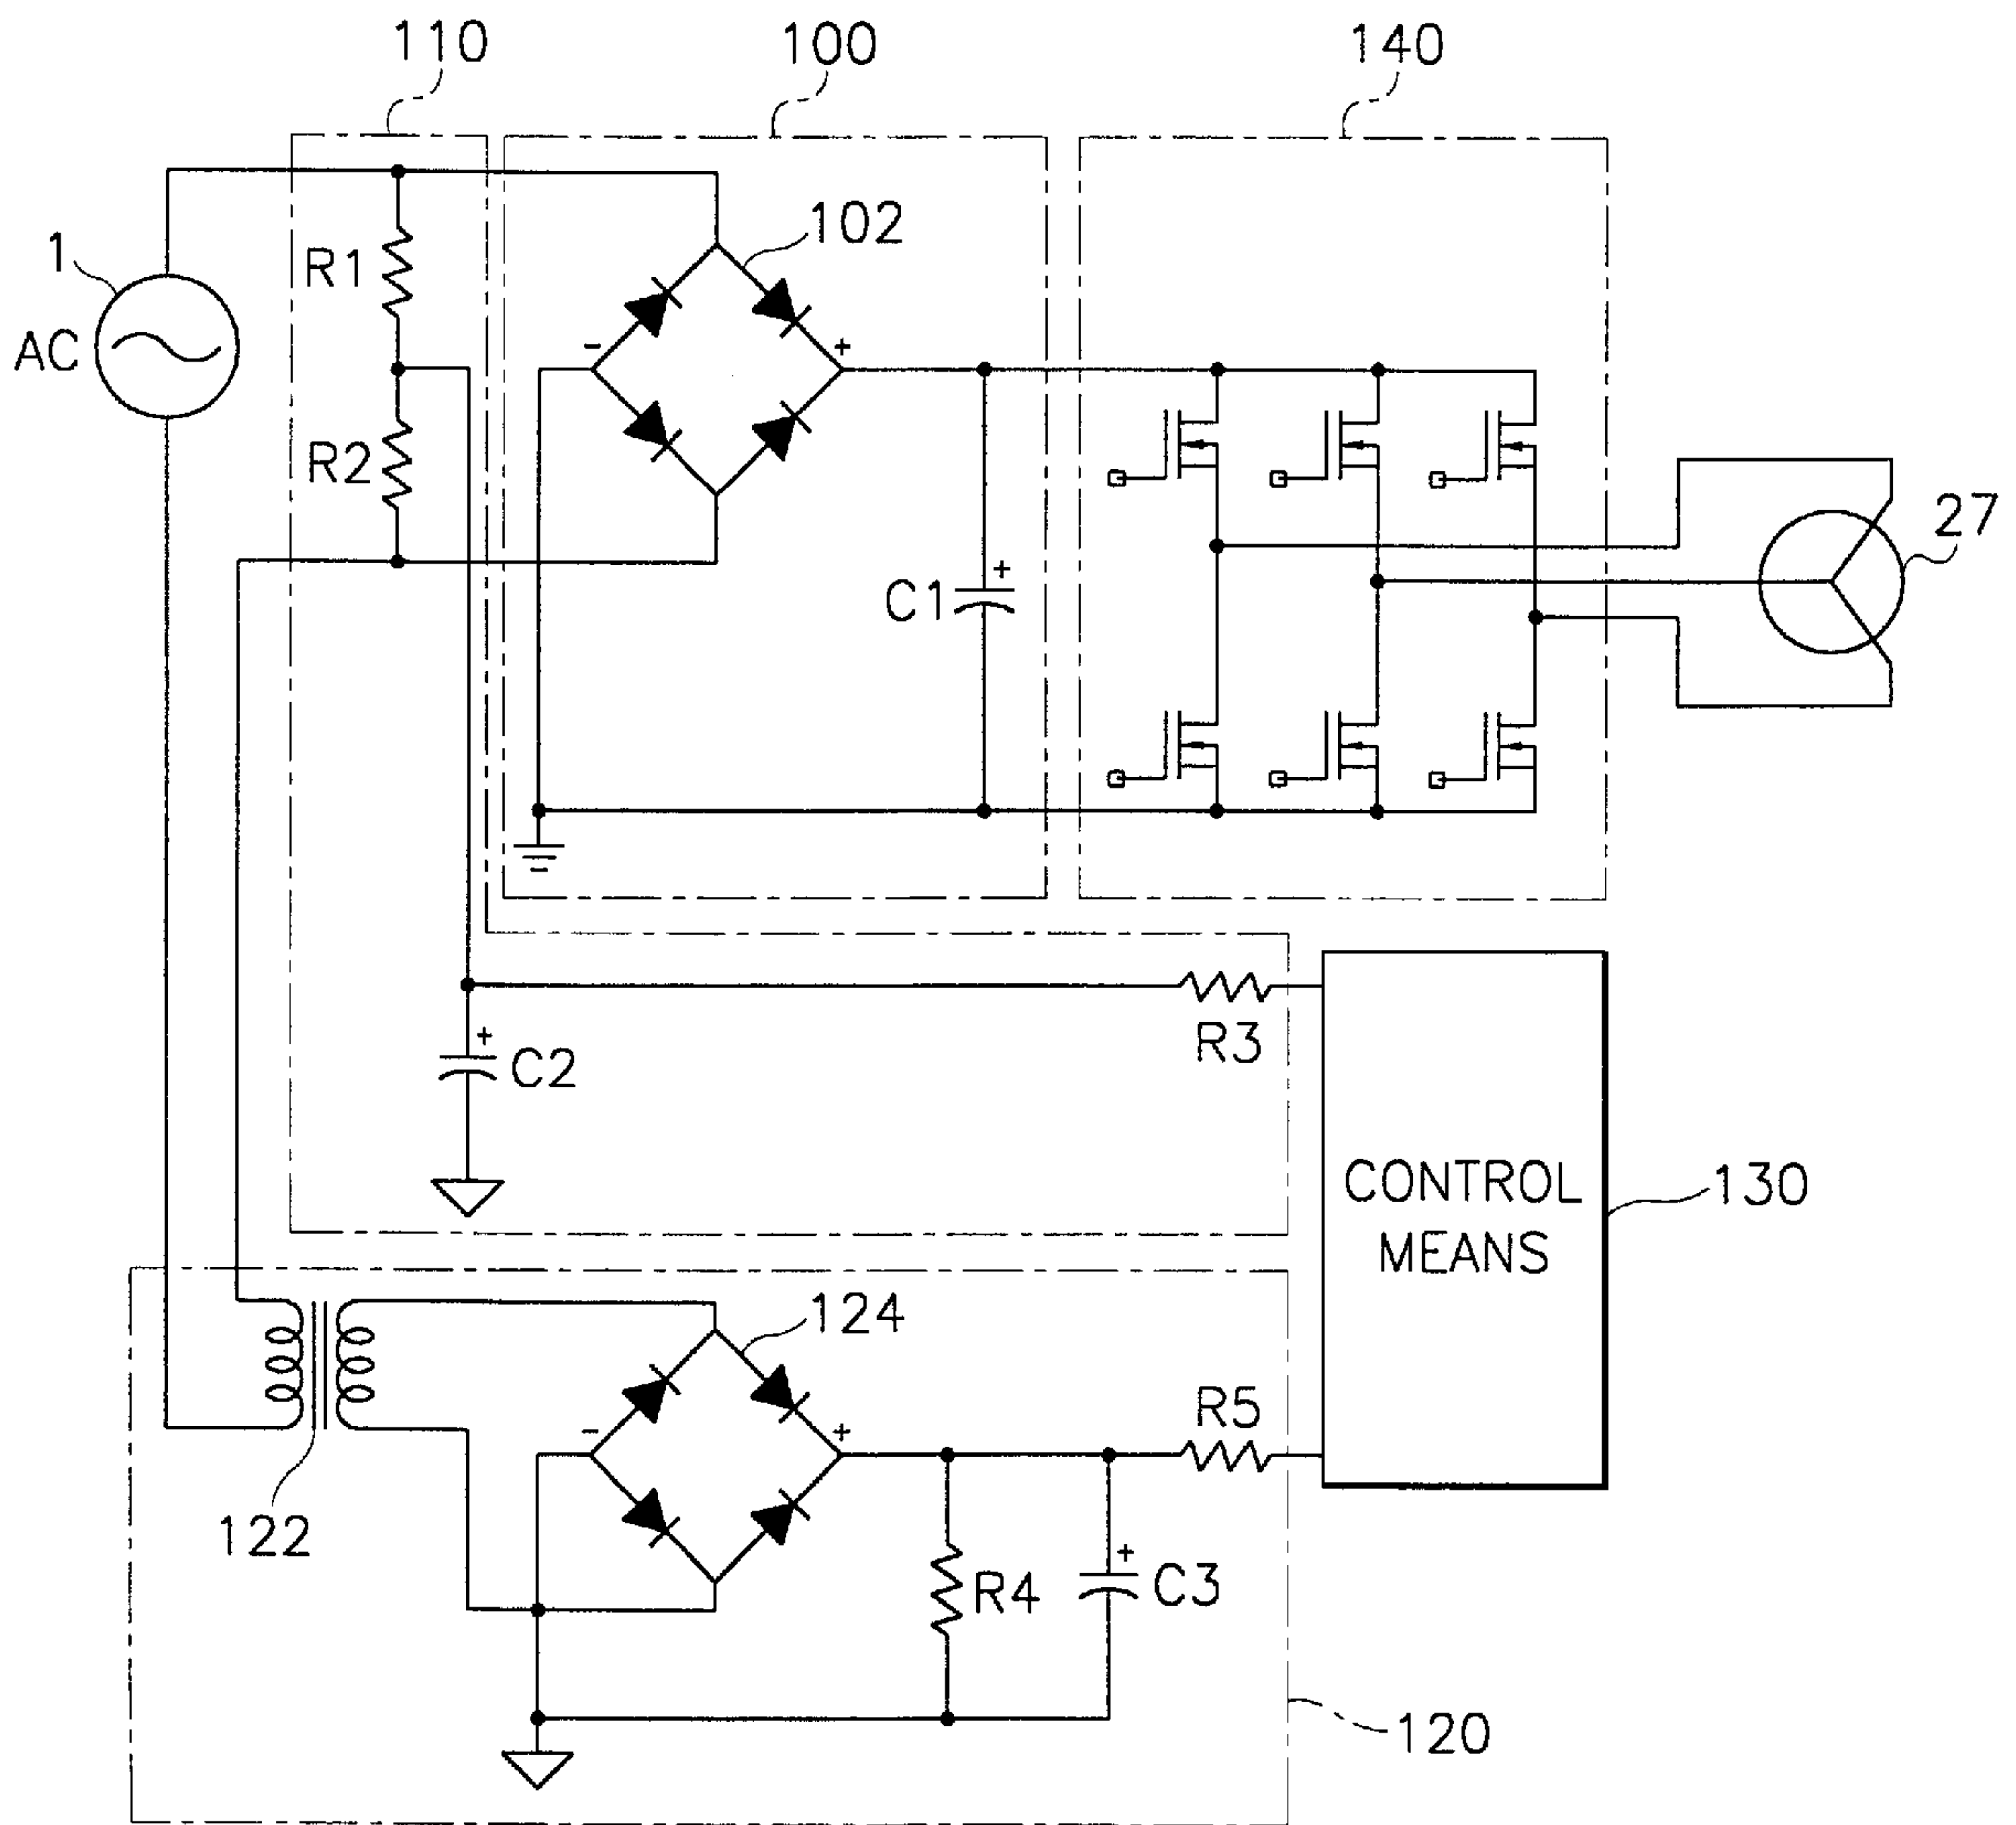 110
100
140
102
1
R1
AC
-
+
R2
27
+
C1
R3
+
C2
CONTROL
MEANS
130
124
R5
-
+
122
+
R4
C3
120